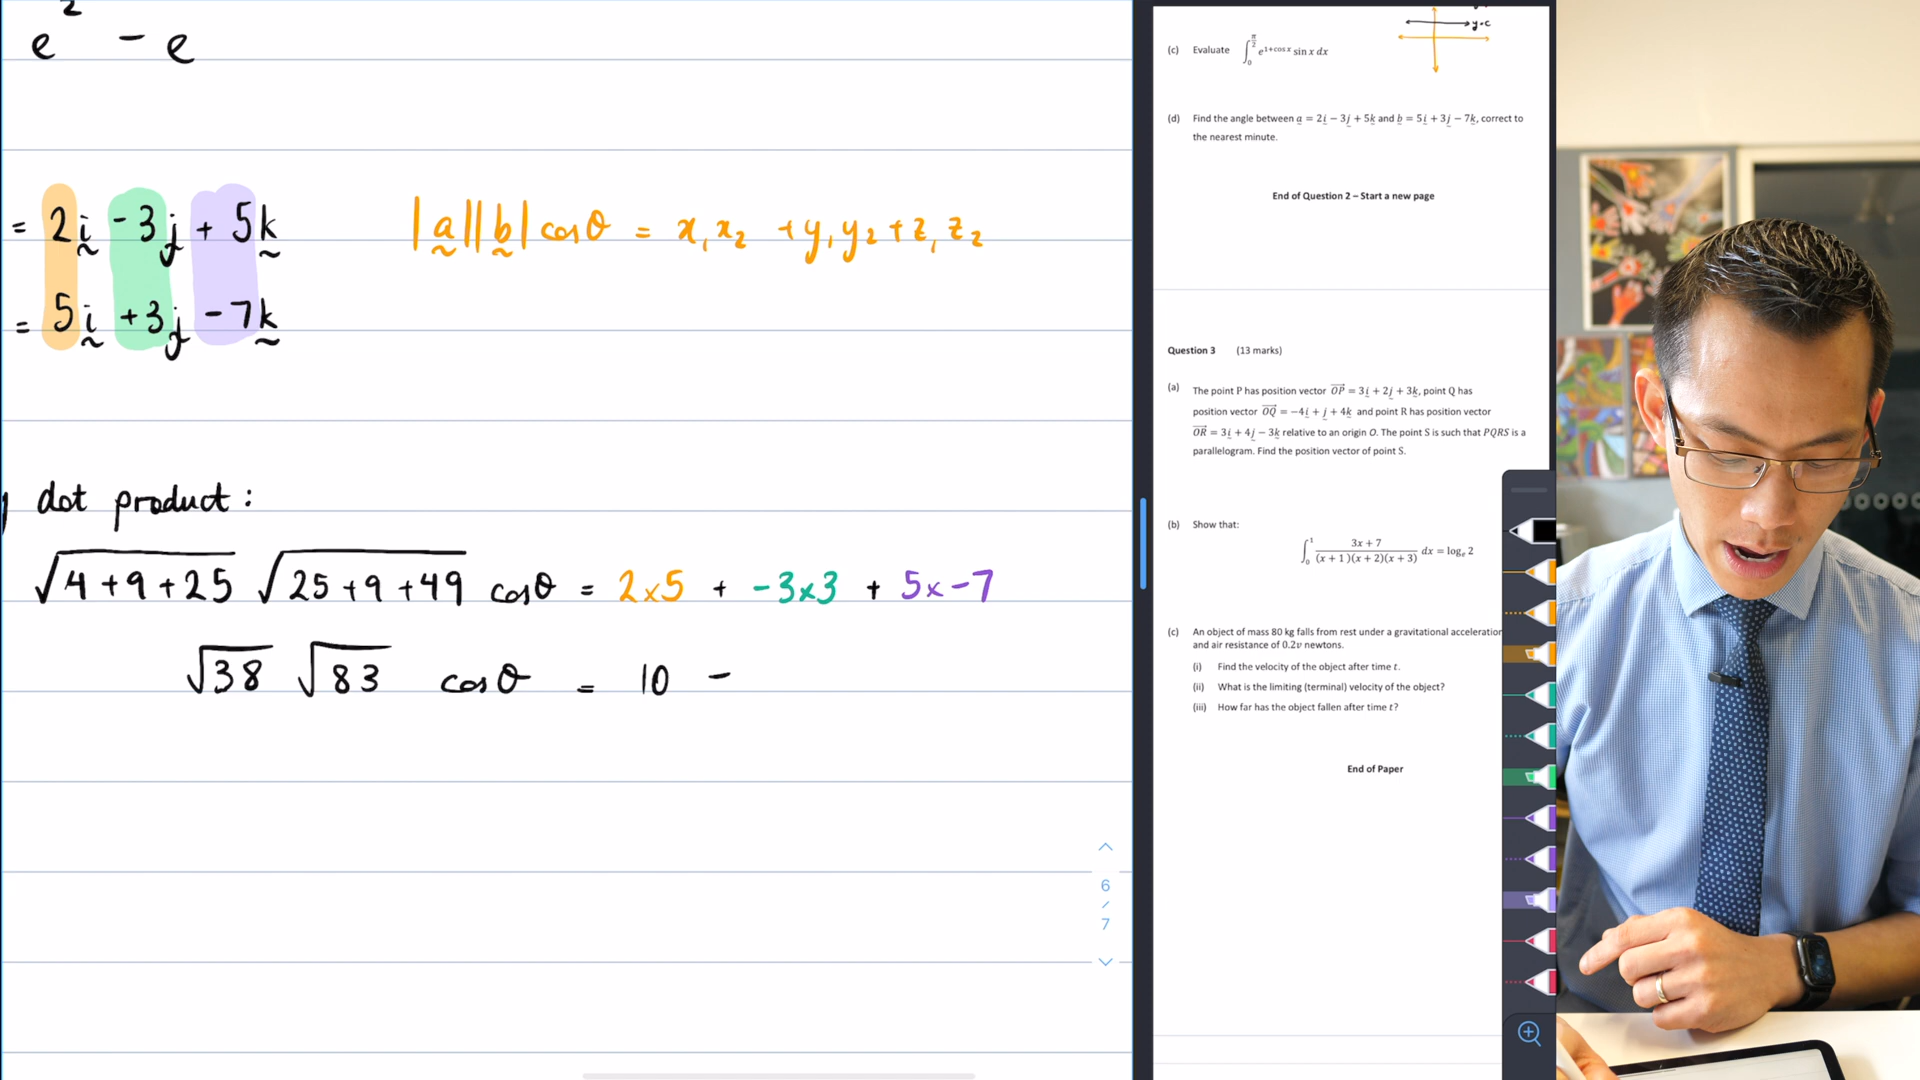 e² − e
= 2i − 3j + 5k
|a||b| cosθ = x₁x₂ + y₁y₂ + z₁z₂
= 5i + 3j − 7k
dot product:
√4+9+25 √25+9+49 cosθ = 2×5 + −3×3 + 5×−7
√38 √83 cosθ = 10 −
6
/
7
y=c
(c) Evaluate ∫₀^(π/2) e^(1+cos x) sin x dx
(d) Find the angle between a = 2i − 3j + 5k and b = 5i + 3j − 7k, correct to
the nearest minute.
End of Question 2 – Start a new page
Question 3 (13 marks)
(a) The point P has position vector OP = 3i + 2j + 3k, point Q has
position vector OQ = −4i + j + 4k and point R has position vector
OR = 3i + 4j − 3k relative to an origin O. The point S is such that PQRS is a
parallelogram. Find the position vector of point S.
(b) Show that:
∫₀¹ (3x + 7)/((x + 1)(x + 2)(x + 3)) dx = logₑ 2
(c) An object of mass 80 kg falls from rest under a gravitational acceleration
and air resistance of 0.2v newtons.
(i) Find the velocity of the object after time t.
(ii) What is the limiting (terminal) velocity of the object?
(iii) How far has the object fallen after time t?
End of Paper